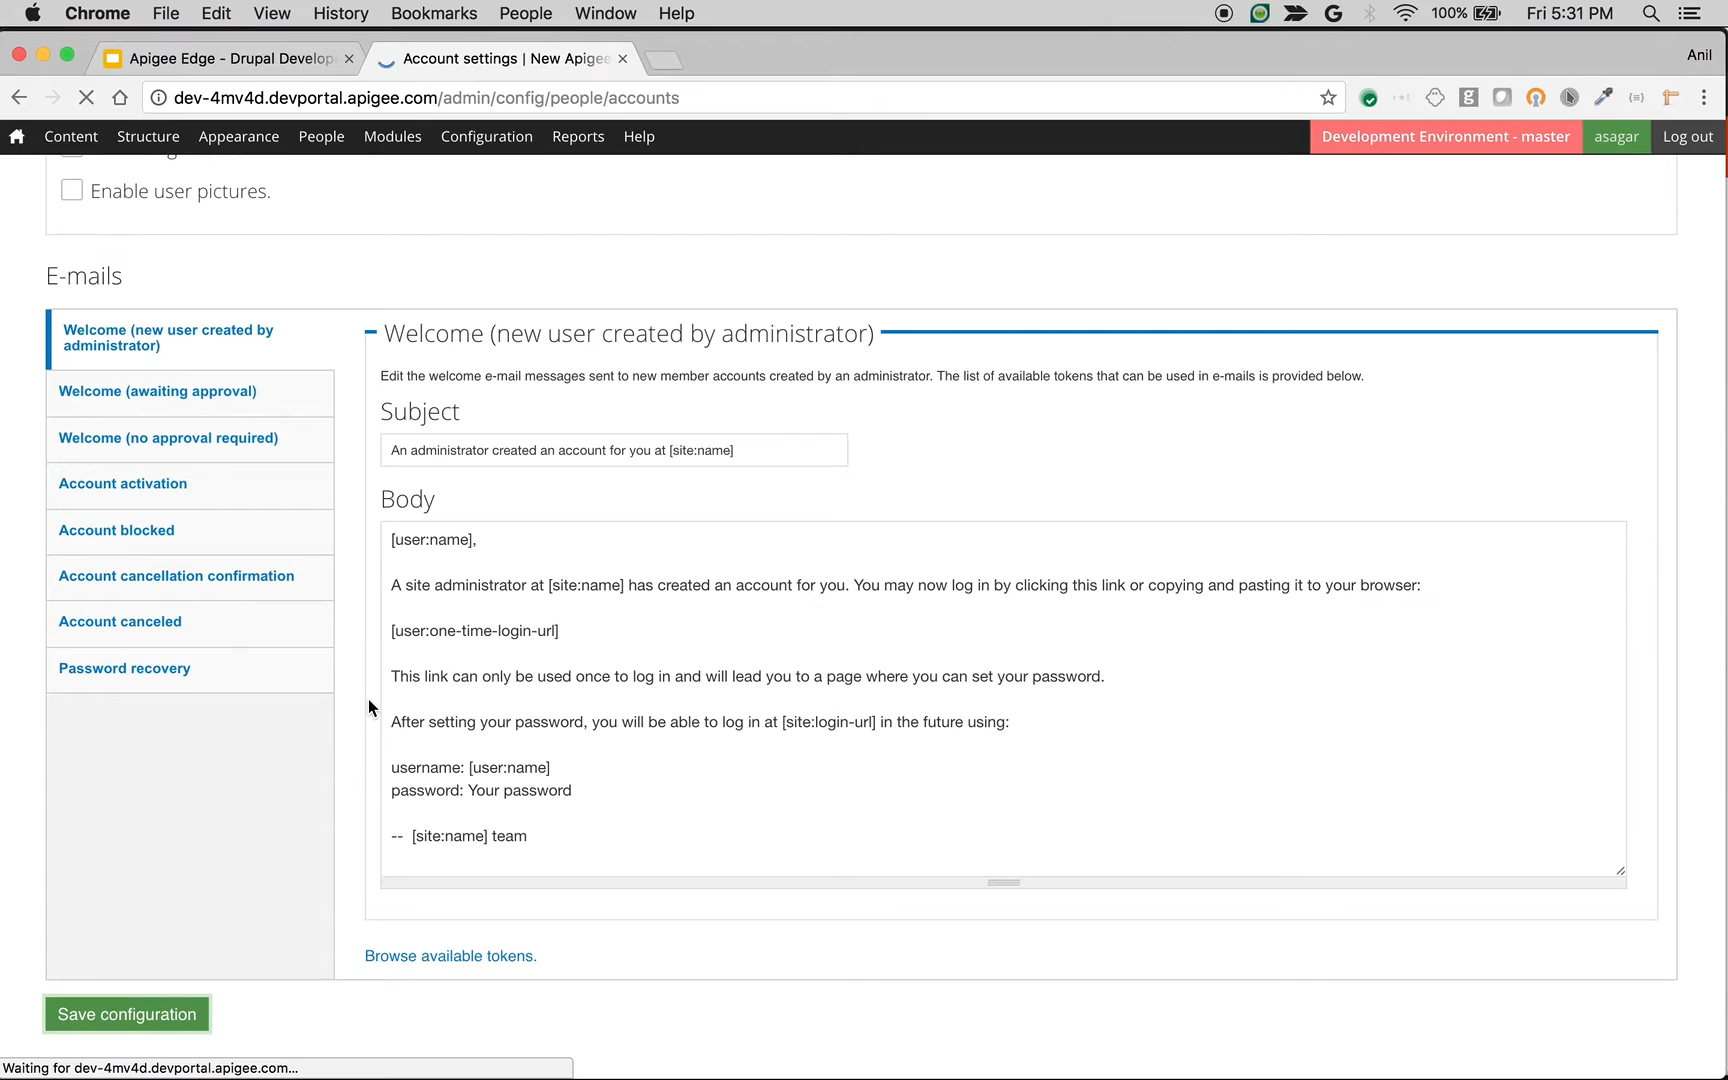 Chrome File Edit View History Bookmarks People Window Help 100% Fri 5:31 PM
Apigee Edge - Drupal Develop
Account settings | New Apigee
Anil
dev-4mv4d.devportal.apigee.com/admin/config/people/accounts
Content Structure Appearance People Modules Configuration Reports Help Development Environment - master asagar Log out
Enable user pictures.
E-mails
Welcome (new user created by
administrator)
Welcome (awaiting approval)
Welcome (no approval required)
Account activation
Account blocked
Account cancellation confirmation
Account canceled
Password recovery
Welcome (new user created by administrator)
Edit the welcome e-mail messages sent to new member accounts created by an administrator. The list of available tokens that can be used in e-mails is provided below.
Subject
An administrator created an account for you at [site:name]
Body
[user:name],
A site administrator at [site:name] has created an account for you. You may now log in by clicking this link or copying and pasting it to your browser:
[user:one-time-login-url]
This link can only be used once to log in and will lead you to a page where you can set your password.
After setting your password, you will be able to log in at [site:login-url] in the future using:
username: [user:name]
password: Your password
-- [site:name] team
Browse available tokens.
Save configuration
Waiting for dev-4mv4d.devportal.apigee.com...